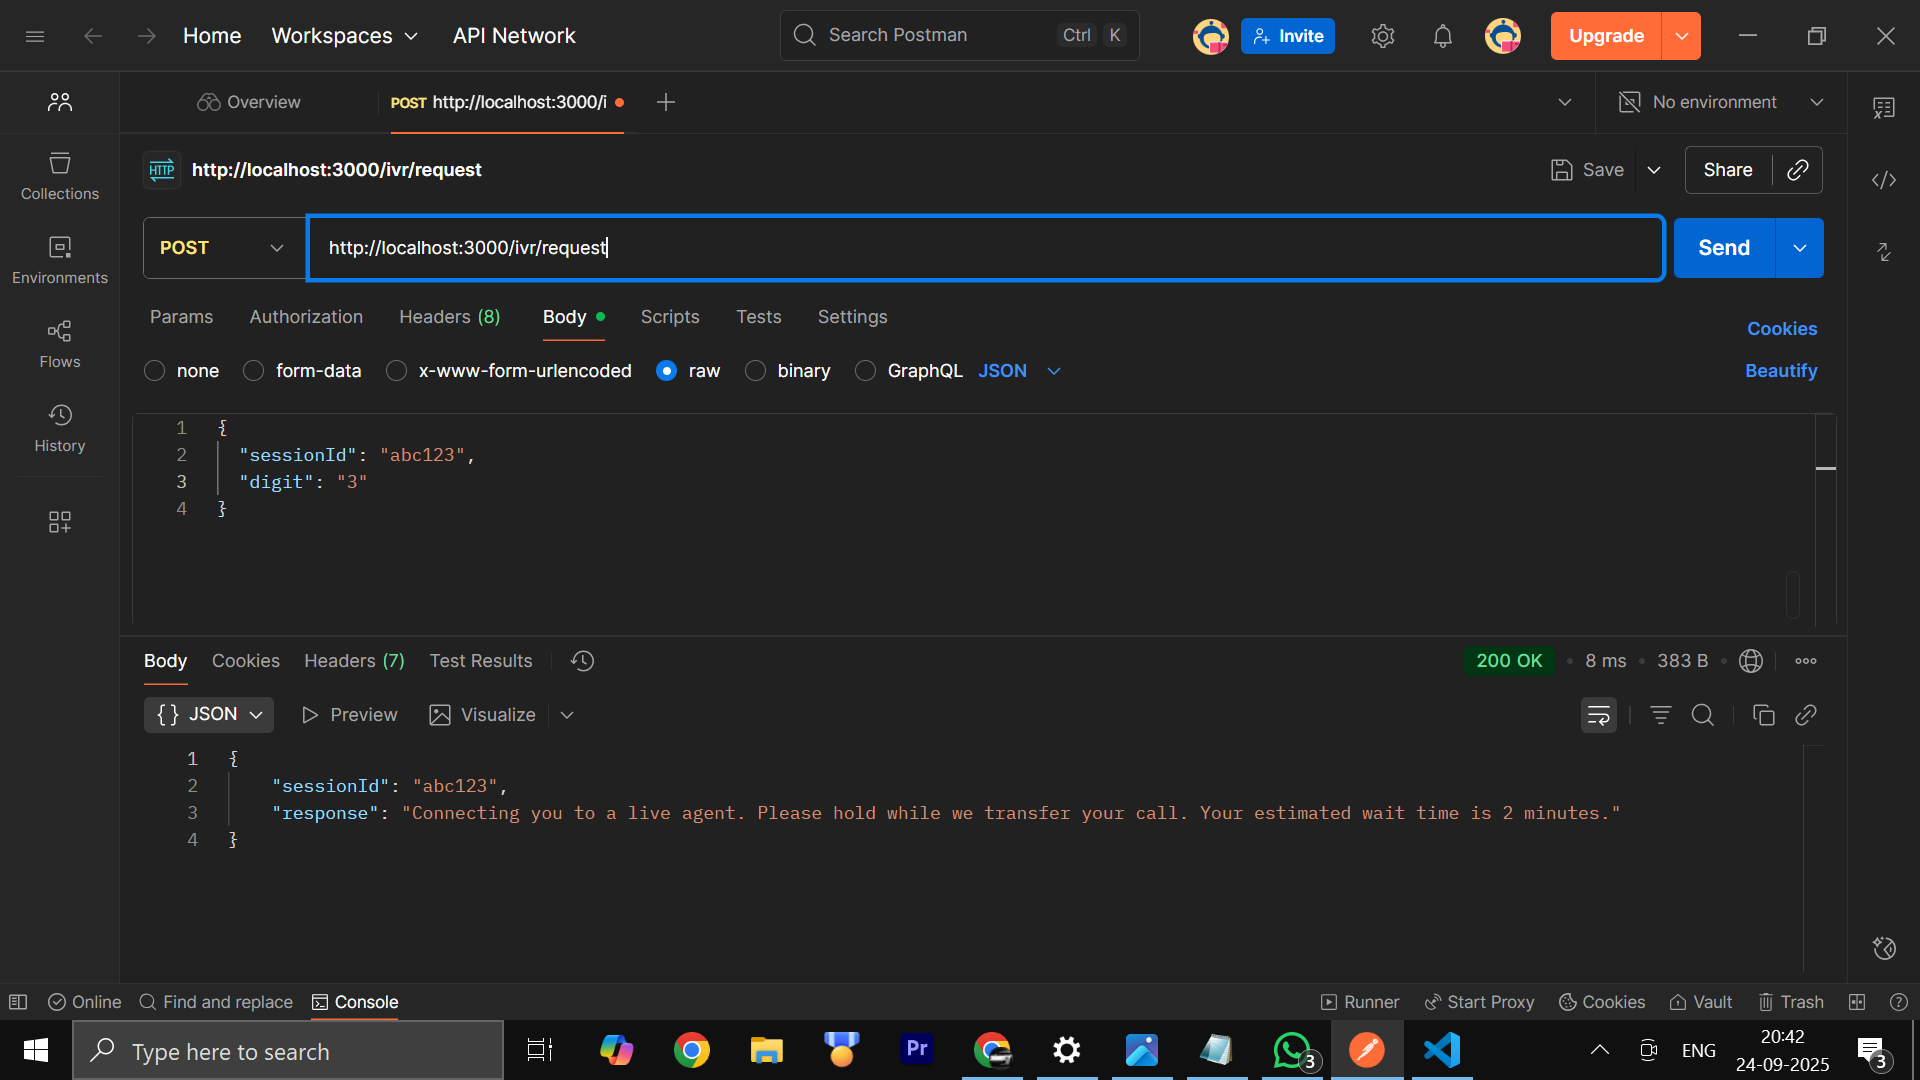 Home Workspaces API Network Search Postman Ctrl K Invite Upgrade
Overview POST http://localhost:3000/i No environment
HTTP http://localhost:3000/ivr/request Save Share
POST http://localhost:3000/ivr/request Send
Params Authorization Headers (8) Body Scripts Tests Settings Cookies
none form-data x-www-form-urlencoded raw binary GraphQL JSON Beautify
Collections
Environments
Flows
History
1 {
2 "sessionId": "abc123",
3 "digit": "3"
4 }
Body Cookies Headers (7) Test Results 200 OK • 8 ms • 383 B
{} JSON Preview Visualize
1 {
2 "sessionId": "abc123",
3 "response": "Connecting you to a live agent. Please hold while we transfer your call. Your estimated wait time is 2 minutes."
4 }
Online Find and replace Console Runner Start Proxy Cookies Vault Trash
Type here to search Pr 3 ENG 20:42 3
24-09-2025